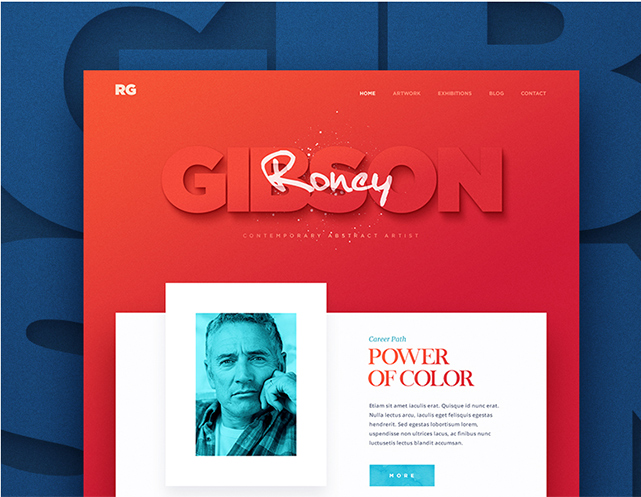 RG
HOME ARTWORK EXHIBITIONS BLOG CONTACT
GIBSON
Roncy
CONTEMPORARY ABSTRACT ARTIST
Career Path
POWER
OF COLOR
Etiam sit amet iaculis erat. Quisque id nunc erat.
Nulla lectus arcu, iaculis eget felisquis egestas
hendrerit. Sed egestas lobortisum lorem,
uspendisse non ultrices lacus, ac finibus nunc
luctusetis lectus blandit accumsan.
MORE